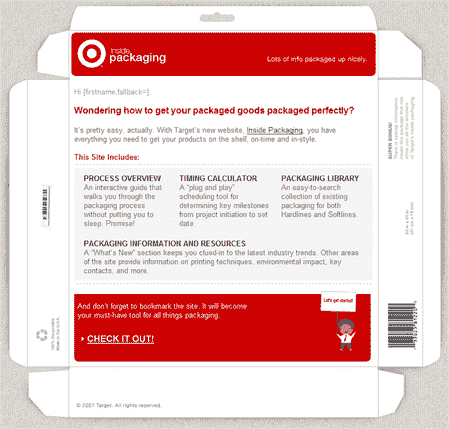 inside
packaging
Lots of info packaged up nicely.
Hi [firstname,fallback=],
Wondering how to get your packaged goods packaged perfectly?
It's pretty easy, actually. With Target's new website, Inside Packaging, you have
everything you need to get your products on the shelf, on-time and in-style.
This Site Includes:
PROCESS OVERVIEW
An interactive guide that
walks you through the
packaging process
without putting you to
sleep. Promise!
TIMING CALCULATOR
A "plug and play"
scheduling tool for
determining key milestones
from project initiation to set
date.
PACKAGING LIBRARY
An easy-to-search
collection of existing
packaging for both
Hardlines and Softlines.
PACKAGING INFORMATION AND RESOURCES
A "What's New" section keeps you clued-in to the latest industry trends. Other areas
of the site provide information on printing techniques, environmental impact, key
contacts, and more.
And don't forget to bookmark the site. It will become
your must-have tool for all things packaging.
CHECK IT OUT!
Let's get started!
© 2007 Target. All rights reserved.
100% Recyclable
Made in the U.S.A.
SUPER BONUS!